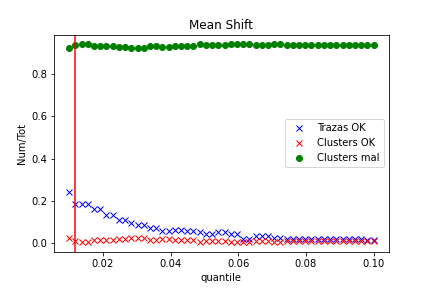 Mean Shift
Num/Tot
0.8
0.6
0.4
0.2
0.0
Trazas OK
Clusters OK
Clusters mal
0.02
0.04
0.06
0.08
0.10
quantile